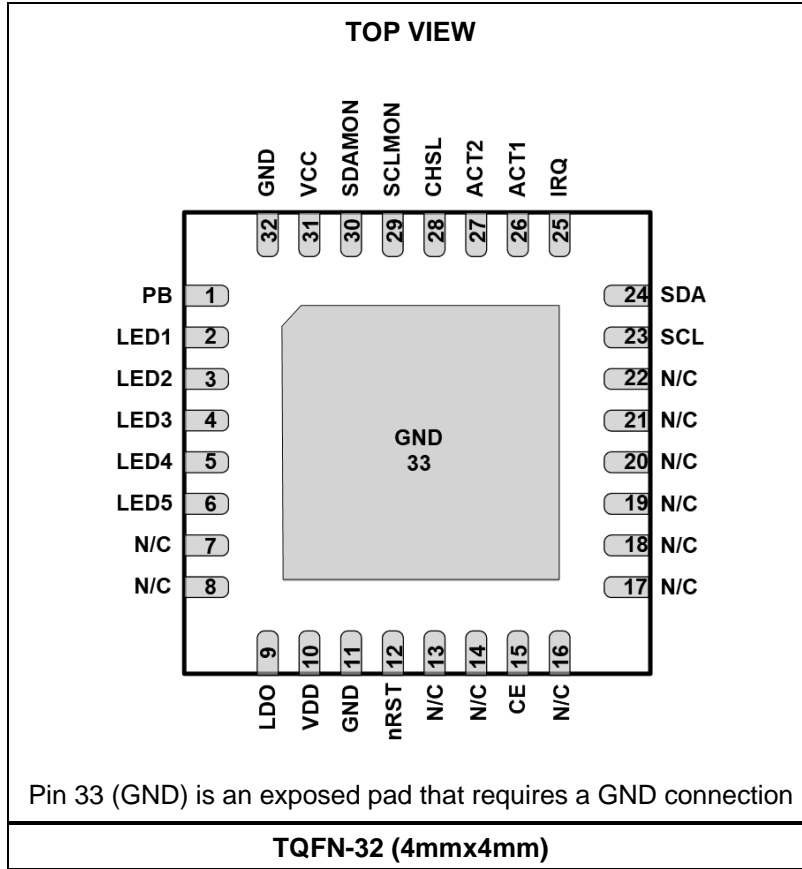 TOP VIEW
GND VCC SDAMON SCLMON CHSL ACT2 ACT1 IRQ
32 31 30 29 28 27 26 25
PB 1
LED1 2
LED2 3
LED3 4
LED4 5
LED5 6
N/C 7
N/C 8
GND
33
24 SDA
23 SCL
22 N/C
21 N/C
20 N/C
19 N/C
18 N/C
17 N/C
9 10 11 12 13 14 15 16
LDO VDD GND nRST N/C N/C CE N/C
Pin 33 (GND) is an exposed pad that requires a GND connection
TQFN-32 (4mmx4mm)